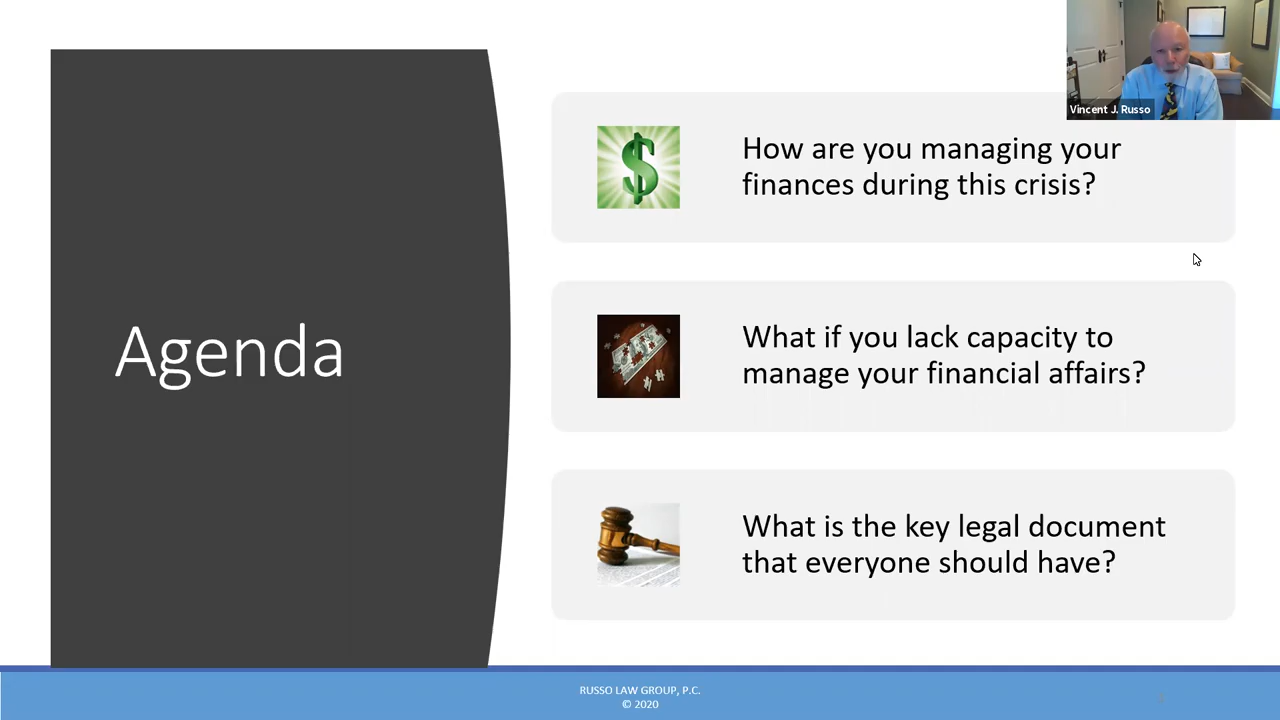 Vincent J. Russo
How are you managing your
finances during this crisis?
What if you lack capacity to
manage your financial affairs?
Agenda
What is the key legal document
that everyone should have?
RUSSO LAW GROUP, P.C.
© 2020